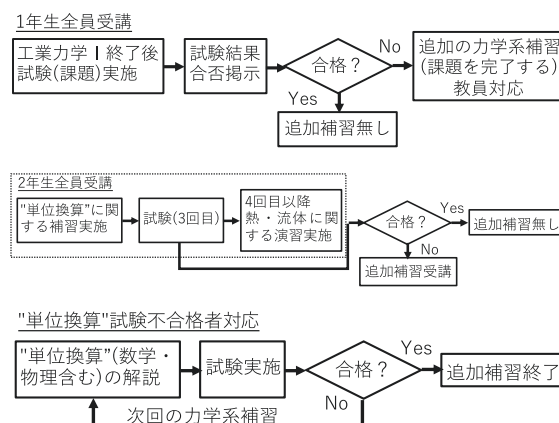 1年生全員受講
工業力学Ⅰ終了後
試験(課題)実施
試験結果
合否掲示
合格？
No
追加の力学系補習
(課題を完了する)
教員対応
Yes
追加補習無し
2年生全員受講
"単位換算"に関
する補習実施
試験(3回目)
4回目以降
熱・流体に関
する演習実施
合格？
Yes
追加補習無し
No
追加補習受講
"単位換算"試験不合格者対応
"単位換算"(数学・
物理含む)の解説
試験実施
合格？
Yes
追加補習終了
No
次回の力学系補習